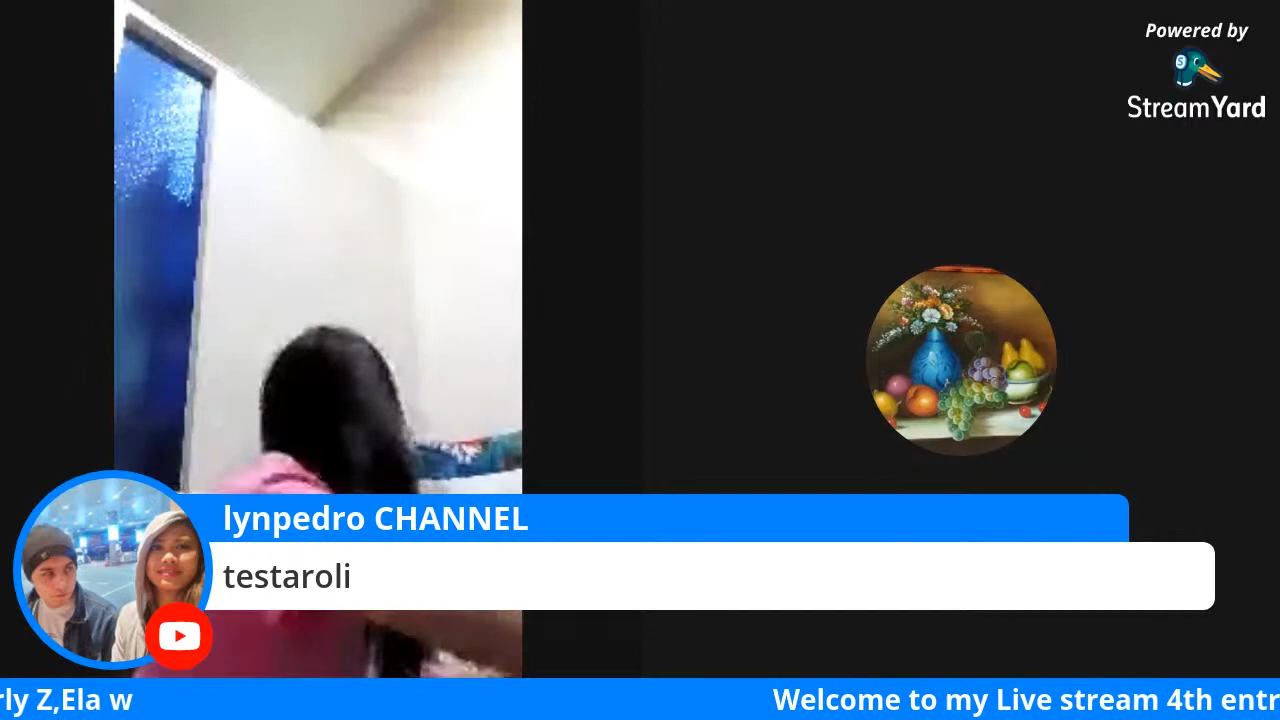 Powered by
StreamYard
lynpedro CHANNEL
testaroli
rly Z,Ela w
Welcome to my Live stream 4th entr